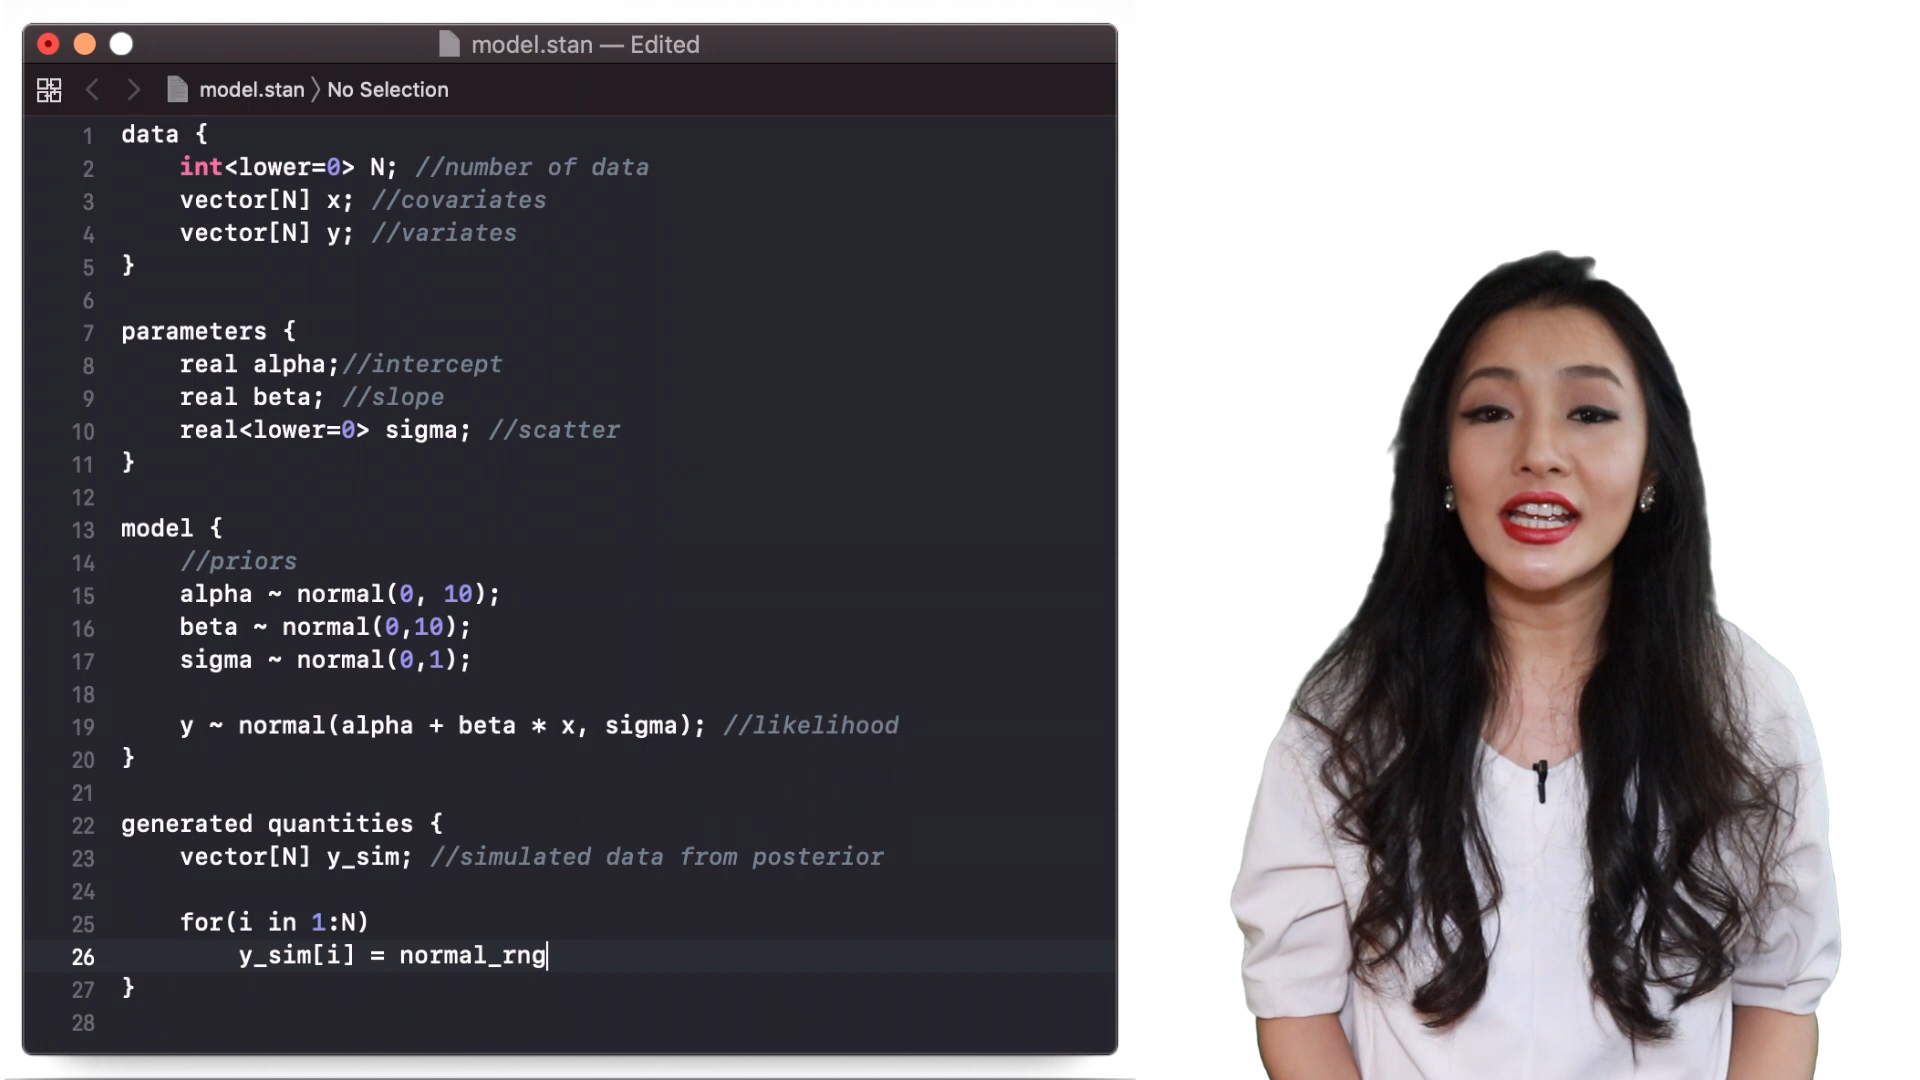 model.stan — Edited
model.stan 〉 No Selection
1 data {
2 int<lower=0> N; //number of data
3 vector[N] x; //covariates
4 vector[N] y; //variates
5 }
6
7 parameters {
8 real alpha;//intercept
9 real beta; //slope
10 real<lower=0> sigma; //scatter
11 }
12
13 model {
14 //priors
15 alpha ~ normal(0, 10);
16 beta ~ normal(0,10);
17 sigma ~ normal(0,1);
18
19 y ~ normal(alpha + beta * x, sigma); //likelihood
20 }
21
22 generated quantities {
23 vector[N] y_sim; //simulated data from posterior
24
25 for(i in 1:N)
26 y_sim[i] = normal_rng
27 }
28